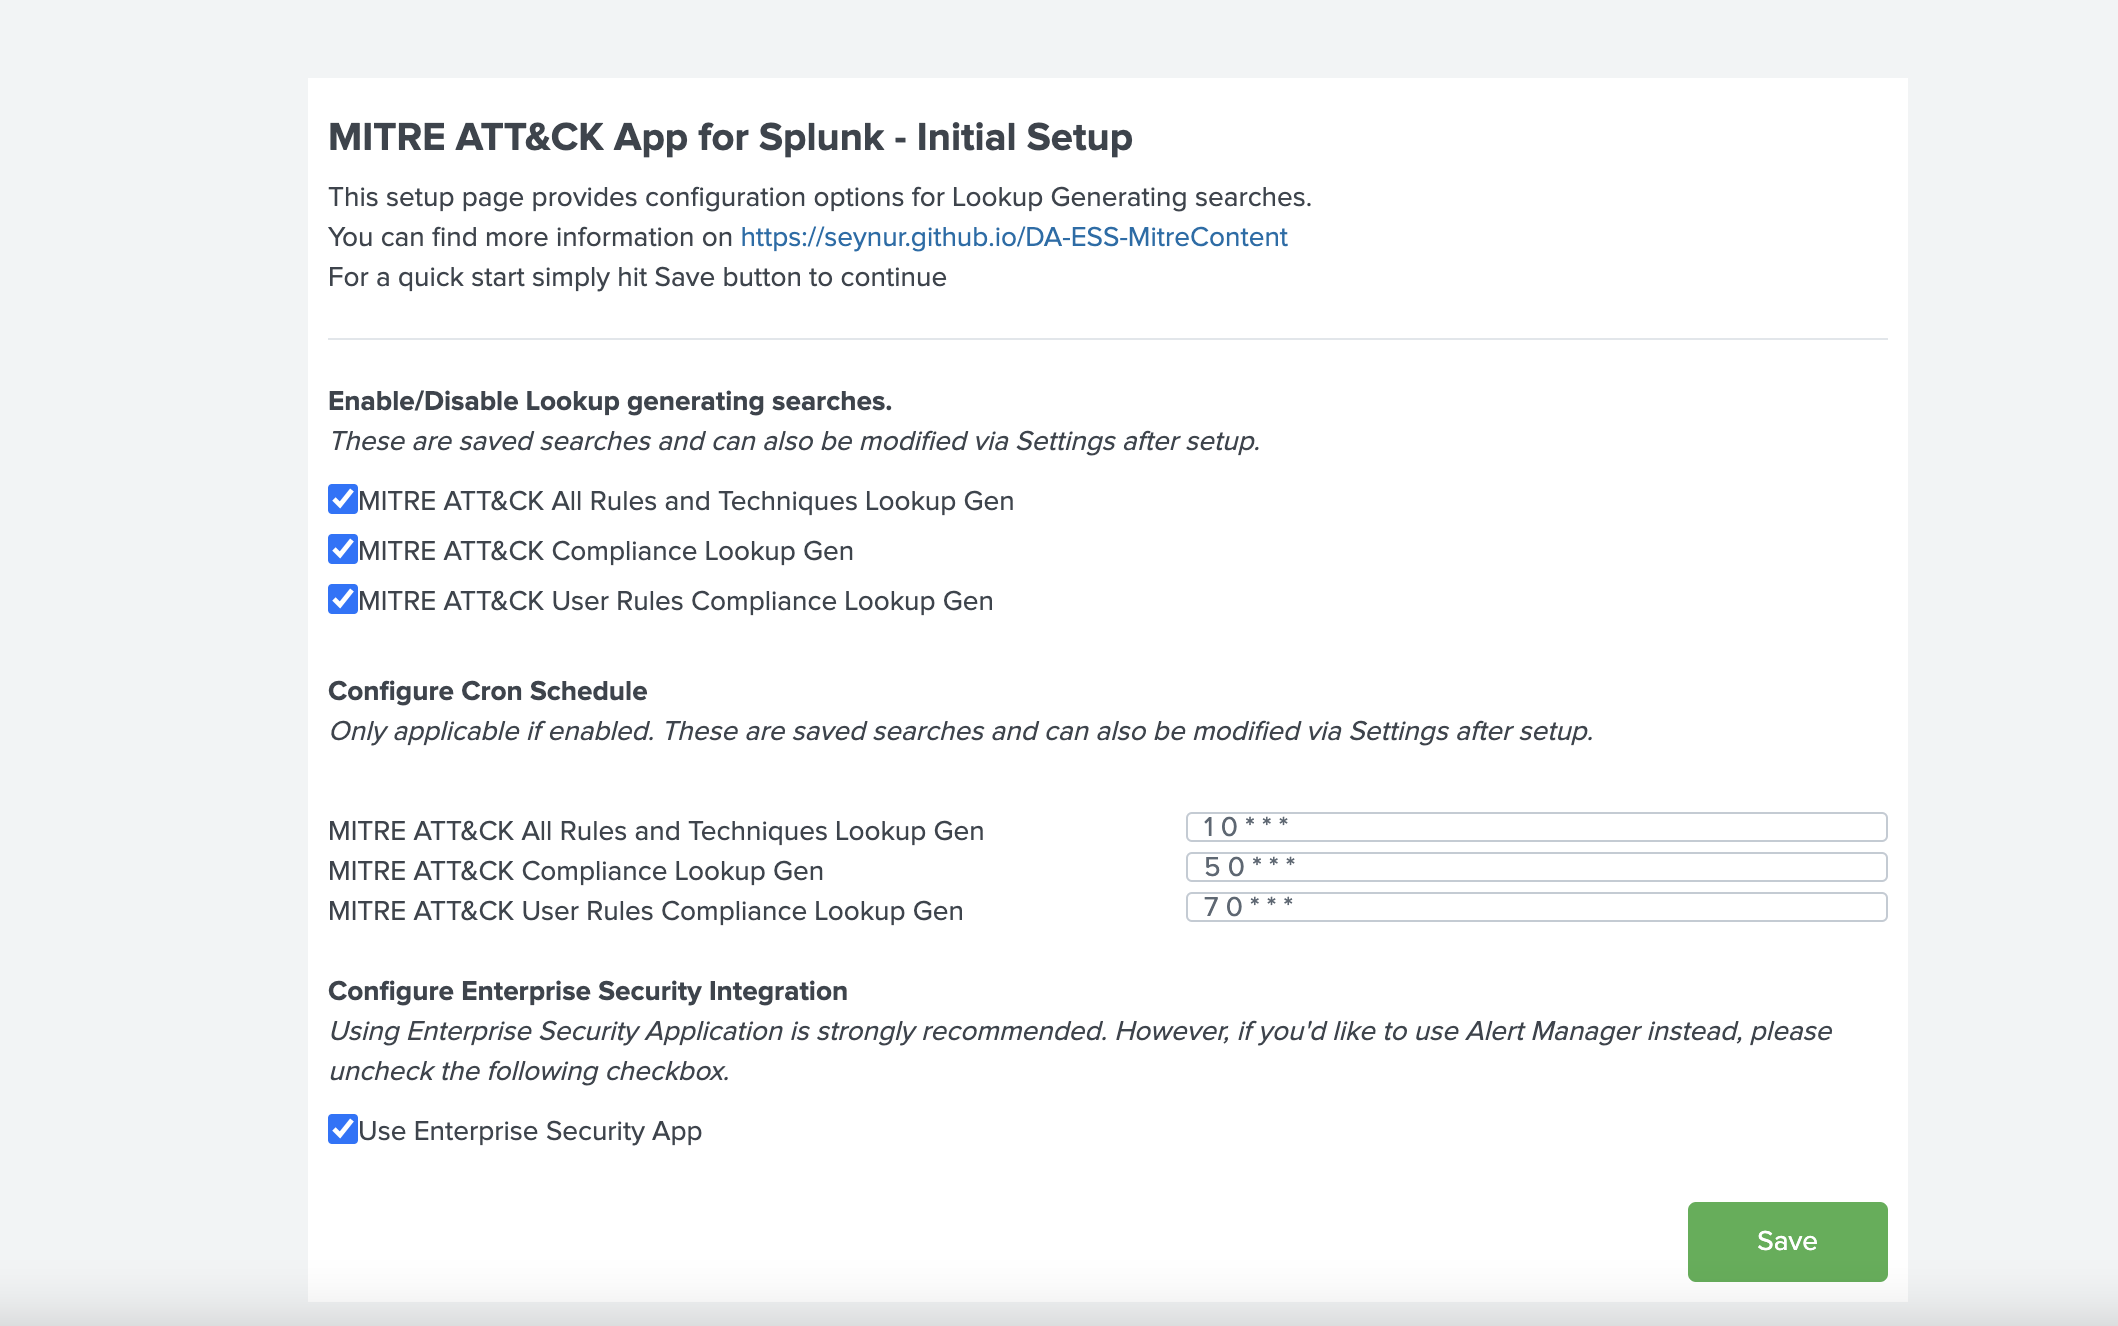 MITRE ATT&CK App for Splunk - Initial Setup
This setup page provides configuration options for Lookup Generating searches.
You can find more information on https://seynur.github.io/DA-ESS-MitreContent
For a quick start simply hit Save button to continue
Enable/Disable Lookup generating searches.
These are saved searches and can also be modified via Settings after setup.
MITRE ATT&CK All Rules and Techniques Lookup Gen
MITRE ATT&CK Compliance Lookup Gen
MITRE ATT&CK User Rules Compliance Lookup Gen
Configure Cron Schedule
Only applicable if enabled. These are saved searches and can also be modified via Settings after setup.
MITRE ATT&CK All Rules and Techniques Lookup Gen 1 0 * * *
MITRE ATT&CK Compliance Lookup Gen 5 0 * * *
MITRE ATT&CK User Rules Compliance Lookup Gen 7 0 * * *
Configure Enterprise Security Integration
Using Enterprise Security Application is strongly recommended. However, if you'd like to use Alert Manager instead, please
uncheck the following checkbox.
Use Enterprise Security App
Save